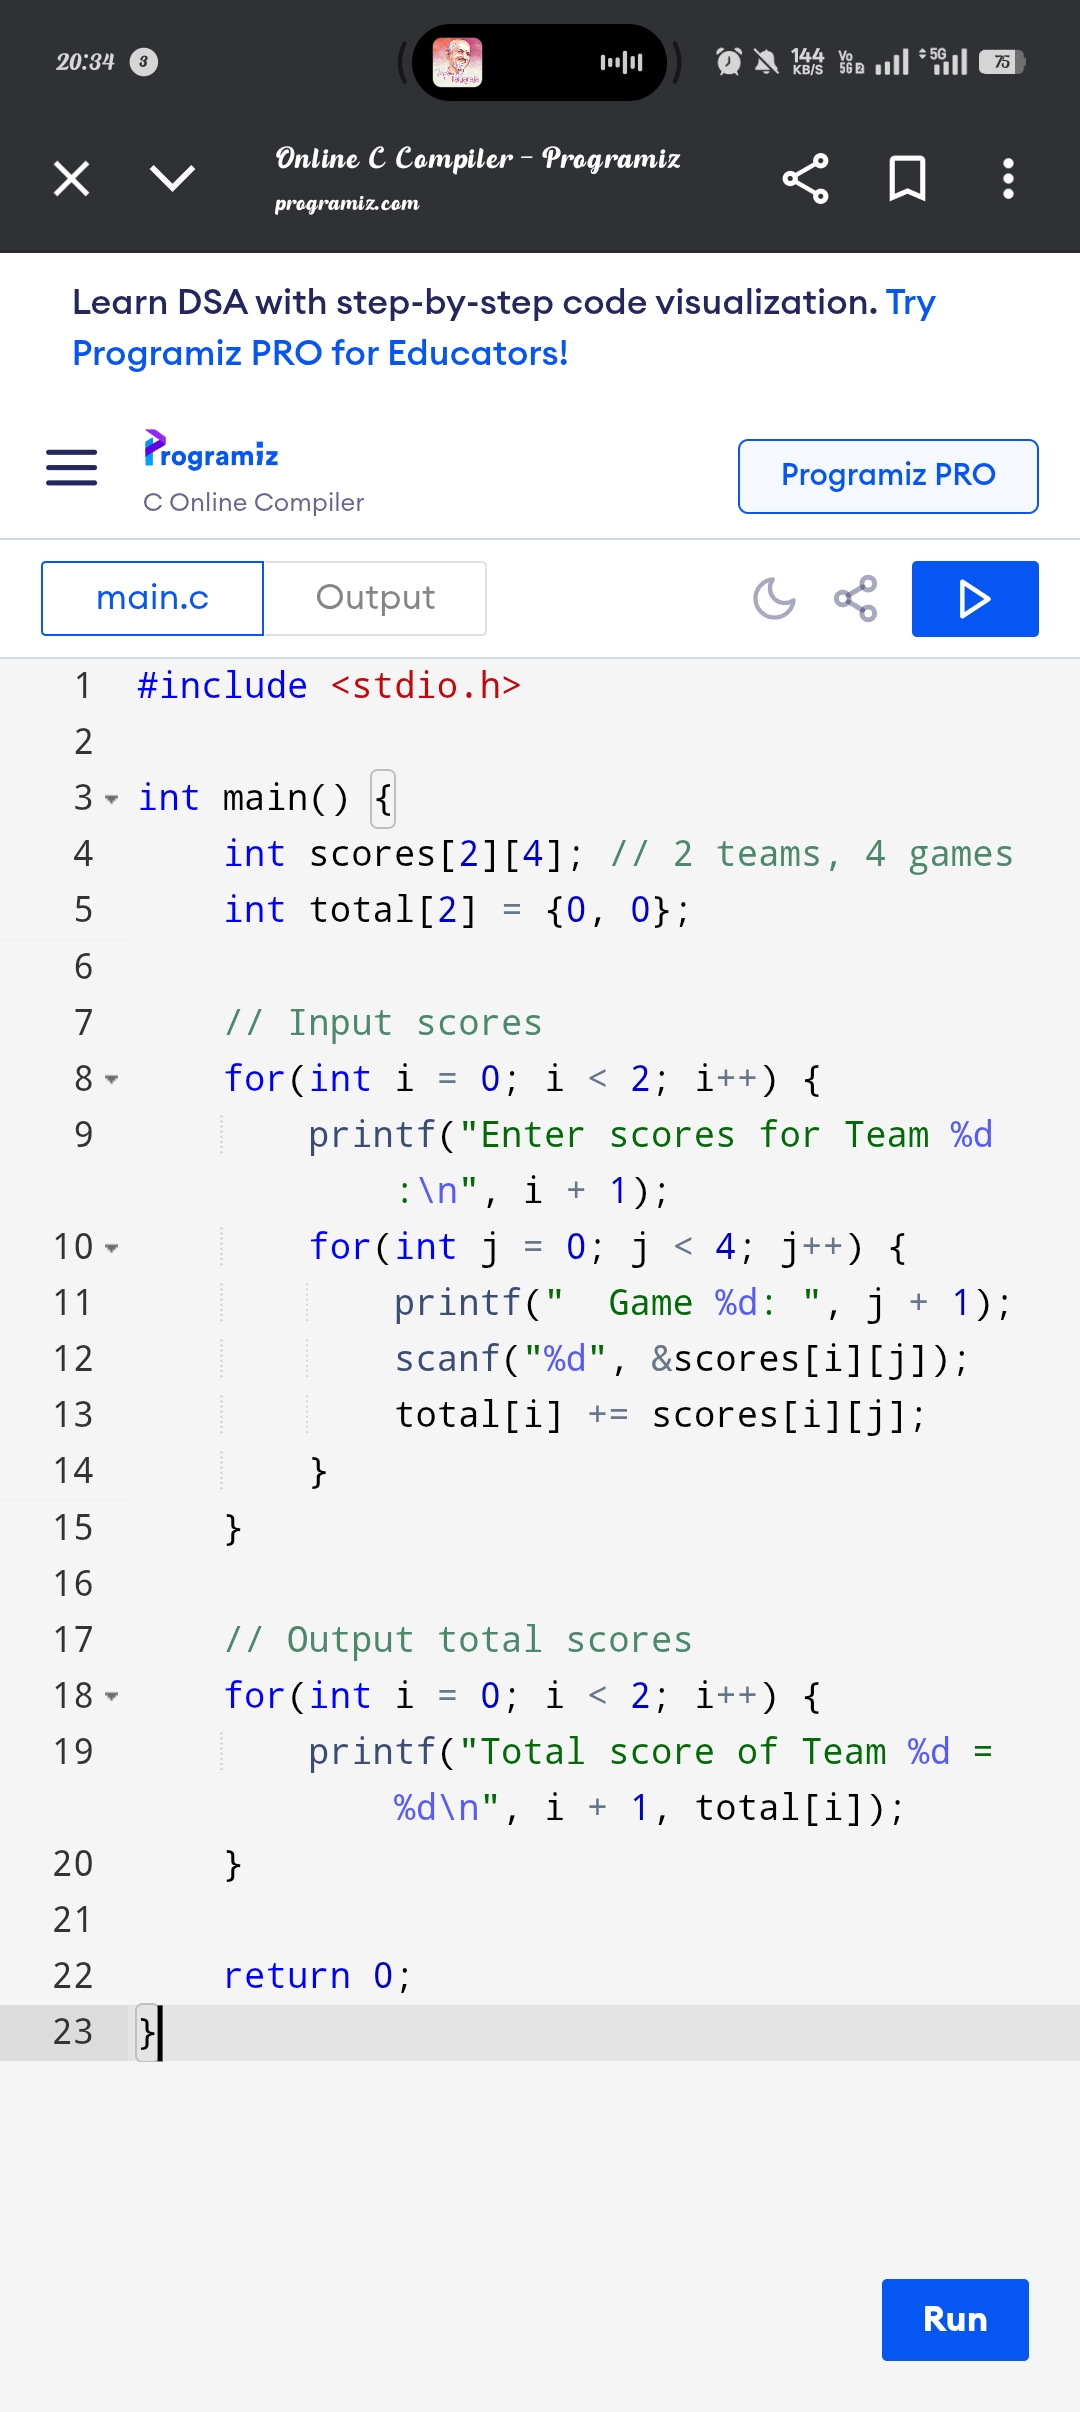 20:34 3 144 KB/S Vo 5G 2 5G 75
Online C Compiler - Programiz
programiz.com
Learn DSA with step-by-step code visualization. Try
Programiz PRO for Educators!
Programiz
C Online Compiler
Programiz PRO
main.c Output
1 #include <stdio.h>
2
3 int main() {
4     int scores[2][4]; // 2 teams, 4 games
5     int total[2] = {0, 0};
6
7     // Input scores
8     for(int i = 0; i < 2; i++) {
9         printf("Enter scores for Team %d
:\n", i + 1);
10         for(int j = 0; j < 4; j++) {
11             printf("  Game %d: ", j + 1);
12             scanf("%d", &scores[i][j]);
13             total[i] += scores[i][j];
14         }
15     }
16
17     // Output total scores
18     for(int i = 0; i < 2; i++) {
19         printf("Total score of Team %d =
%d\n", i + 1, total[i]);
20     }
21
22     return 0;
23 }
Run